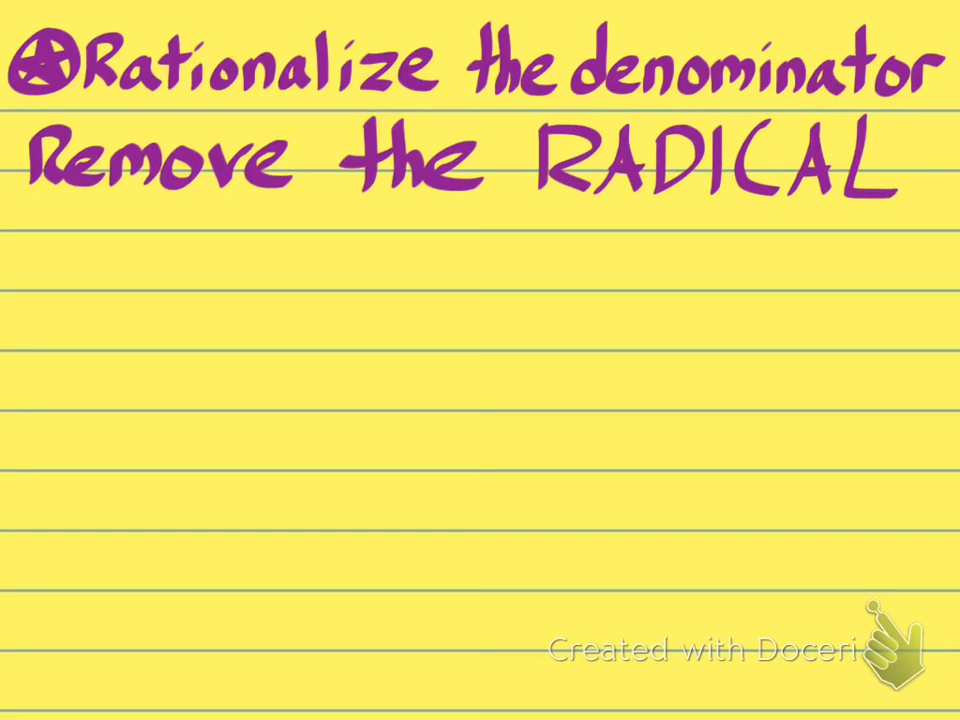 Rationalize the denominator
Remove the RADICAL
Created with Doceri